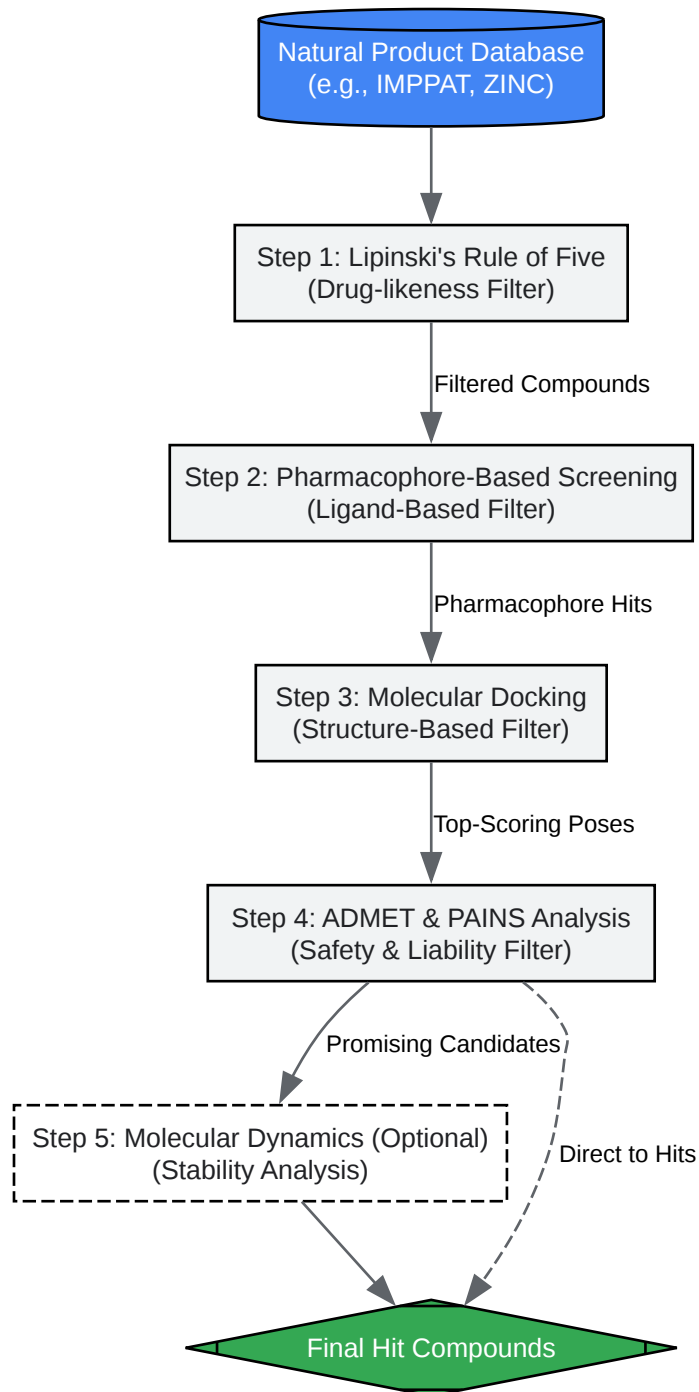 Natural Product Database
(e.g., IMPPAT, ZINC)
Step 1: Lipinski's Rule of Five
(Drug-likeness Filter)
Filtered Compounds
Step 2: Pharmacophore-Based Screening
(Ligand-Based Filter)
Pharmacophore Hits
Step 3: Molecular Docking
(Structure-Based Filter)
Top-Scoring Poses
Step 4: ADMET & PAINS Analysis
(Safety & Liability Filter)
Promising Candidates
Step 5: Molecular Dynamics (Optional)
(Stability Analysis)
Direct to Hits
Final Hit Compounds